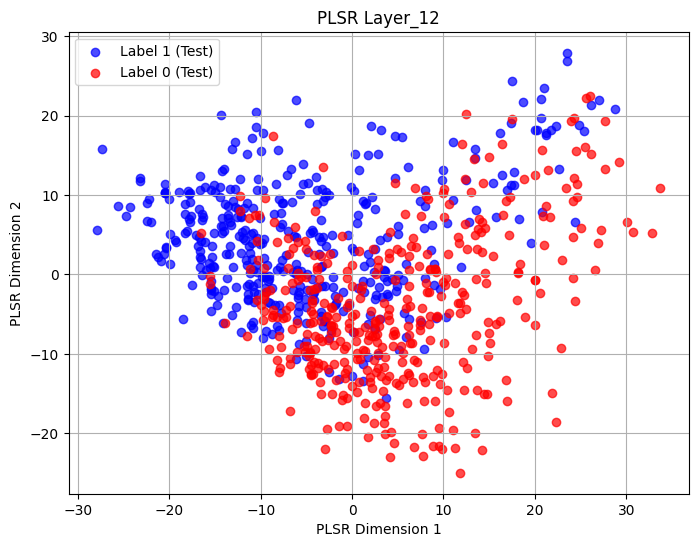 PLSR Layer_12
Label 1 (Test)
Label 0 (Test)
PLSR Dimension 2
30
20
10
0
−10
−20
−30
−20
−10
0
10
20
30
PLSR Dimension 1